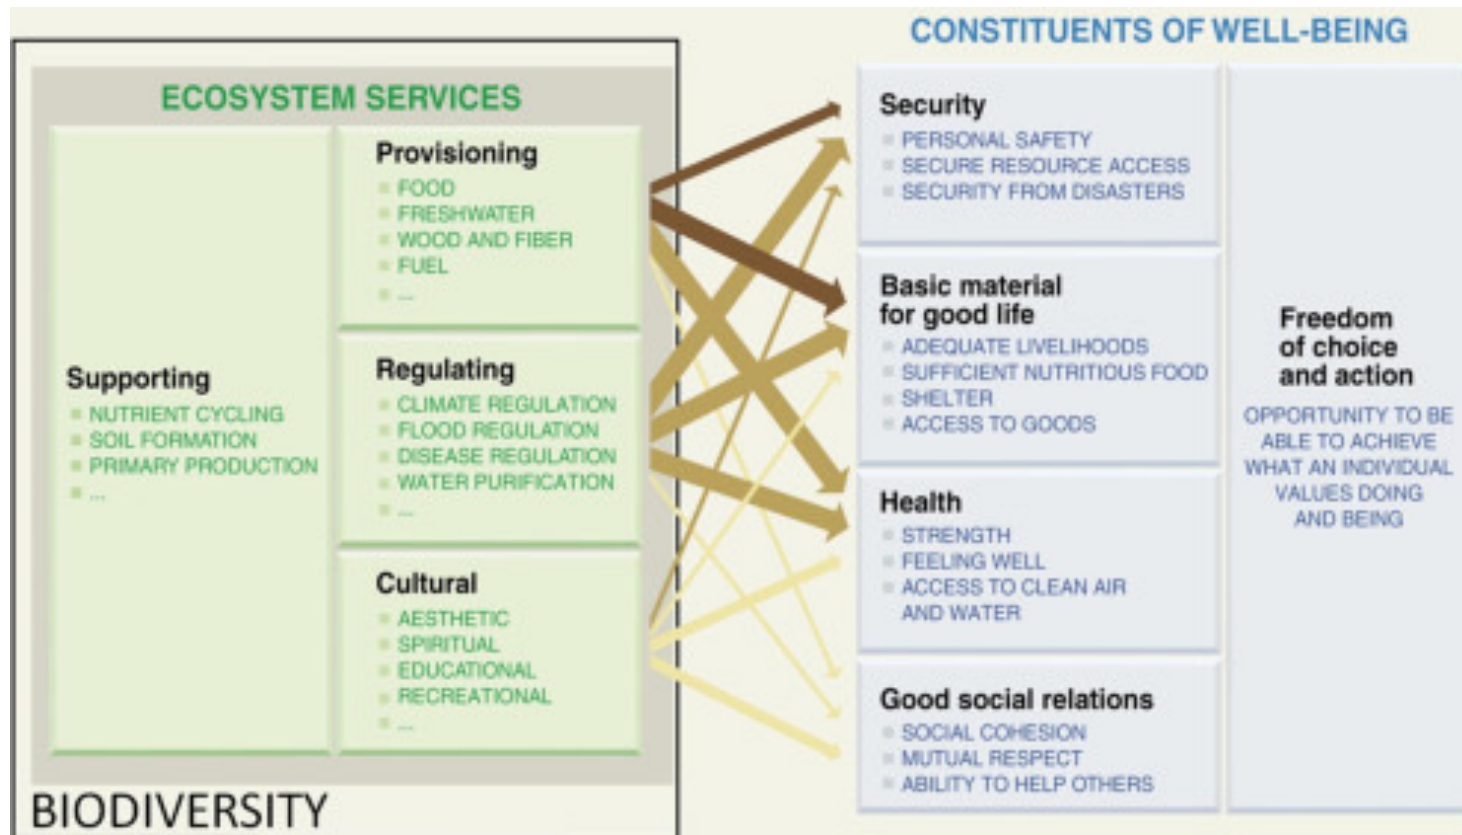 CONSTITUENTS OF WELL-BEING
ECOSYSTEM SERVICES
Supporting
NUTRIENT CYCLING
SOIL FORMATION
PRIMARY PRODUCTION
...
Provisioning
FOOD
FRESHWATER
WOOD AND FIBER
FUEL
...
Regulating
CLIMATE REGULATION
FLOOD REGULATION
DISEASE REGULATION
WATER PURIFICATION
...
Cultural
AESTHETIC
SPIRITUAL
EDUCATIONAL
RECREATIONAL
...
BIODIVERSITY
Security
PERSONAL SAFETY
SECURE RESOURCE ACCESS
SECURITY FROM DISASTERS
Basic material
for good life
ADEQUATE LIVELIHOODS
SUFFICIENT NUTRITIOUS FOOD
SHELTER
ACCESS TO GOODS
Health
STRENGTH
FEELING WELL
ACCESS TO CLEAN AIR
AND WATER
Good social relations
SOCIAL COHESION
MUTUAL RESPECT
ABILITY TO HELP OTHERS
Freedom
of choice
and action
OPPORTUNITY TO BE
ABLE TO ACHIEVE
WHAT AN INDIVIDUAL
VALUES DOING
AND BEING